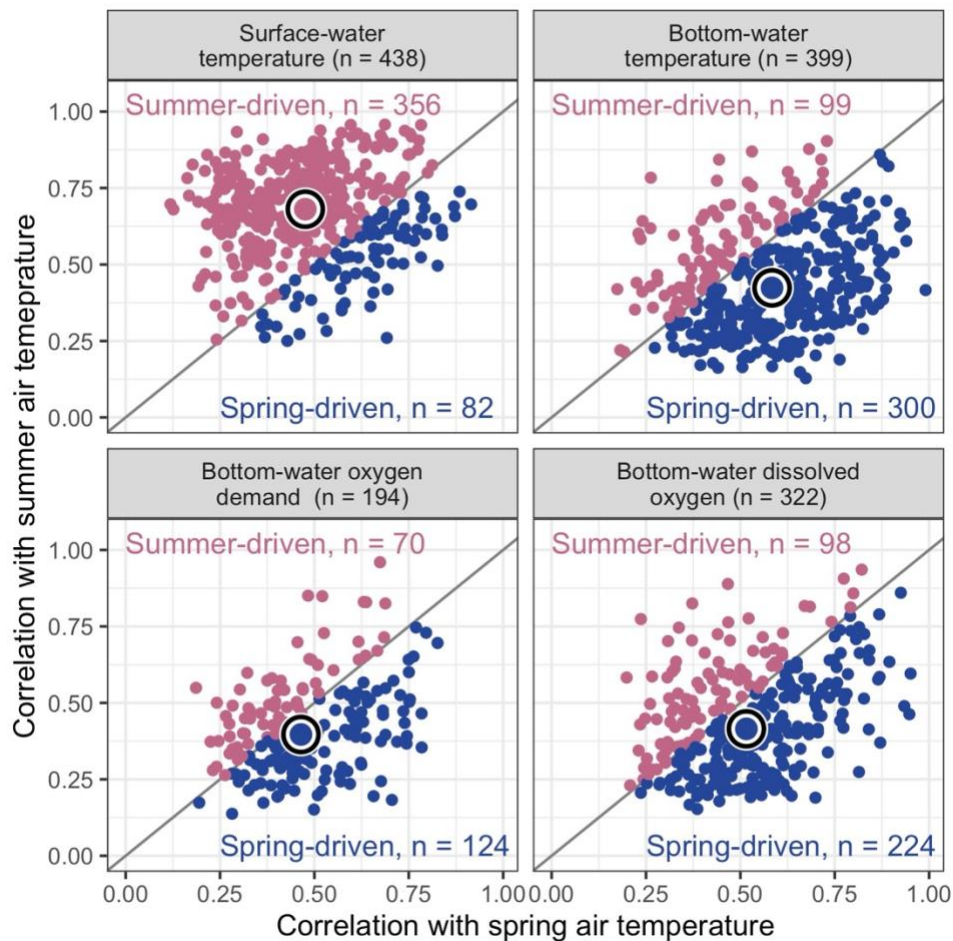 Surface-water
temperature (n = 438)
Bottom-water
temperature (n = 399)
Summer-driven, n = 356
Summer-driven, n = 99
1.00
0.75
0.50
0.25
0.00
Spring-driven, n = 82
Spring-driven, n = 300
Correlation with summer air temeprature
Bottom-water oxygen
demand (n = 194)
Bottom-water dissolved
oxygen (n = 322)
Summer-driven, n = 70
Summer-driven, n = 98
1.00
0.75
0.50
0.25
0.00
Spring-driven, n = 124
Spring-driven, n = 224
0.00 0.25 0.50 0.75 1.00 0.00 0.25 0.50 0.75 1.00
Correlation with spring air temperature